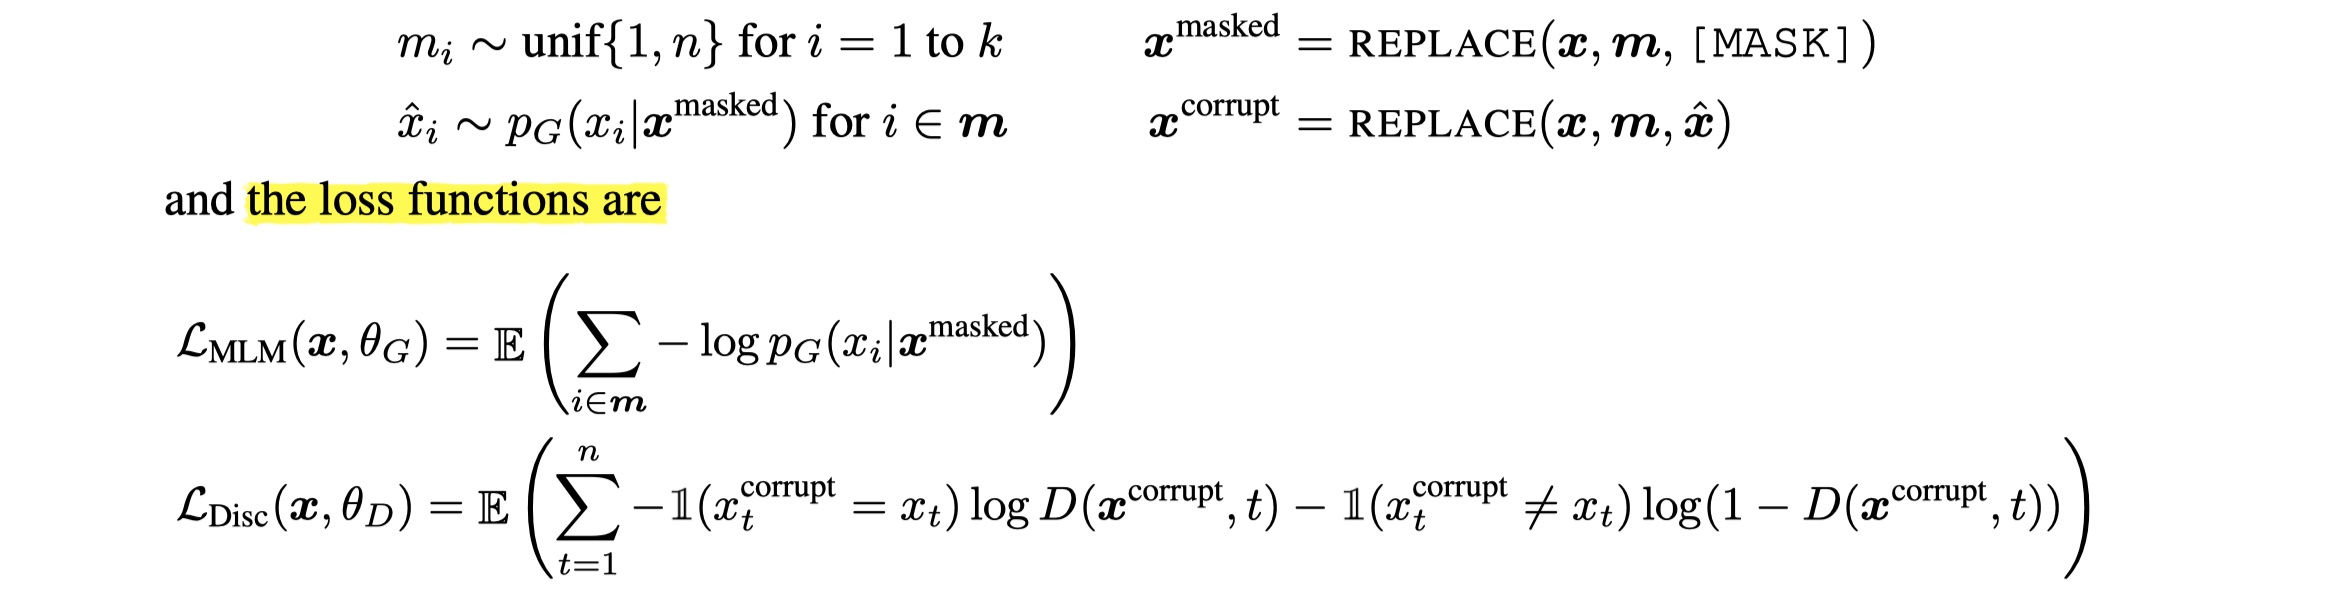 m_i ∼ unif{1, n} for i = 1 to k    x^masked = REPLACE(x, m, [MASK])
x̂_i ∼ p_G(x_i|x^masked) for i ∈ m    x^corrupt = REPLACE(x, m, x̂)
and the loss functions are
L_MLM(x, θ_G) = 𝔼 ( ∑_{i∈m} − log p_G(x_i|x^masked) )
L_Disc(x, θ_D) = 𝔼 ( ∑_{t=1}^{n} −𝟙(x_t^corrupt = x_t) log D(x^corrupt, t) − 𝟙(x_t^corrupt ≠ x_t) log(1 − D(x^corrupt, t)) )